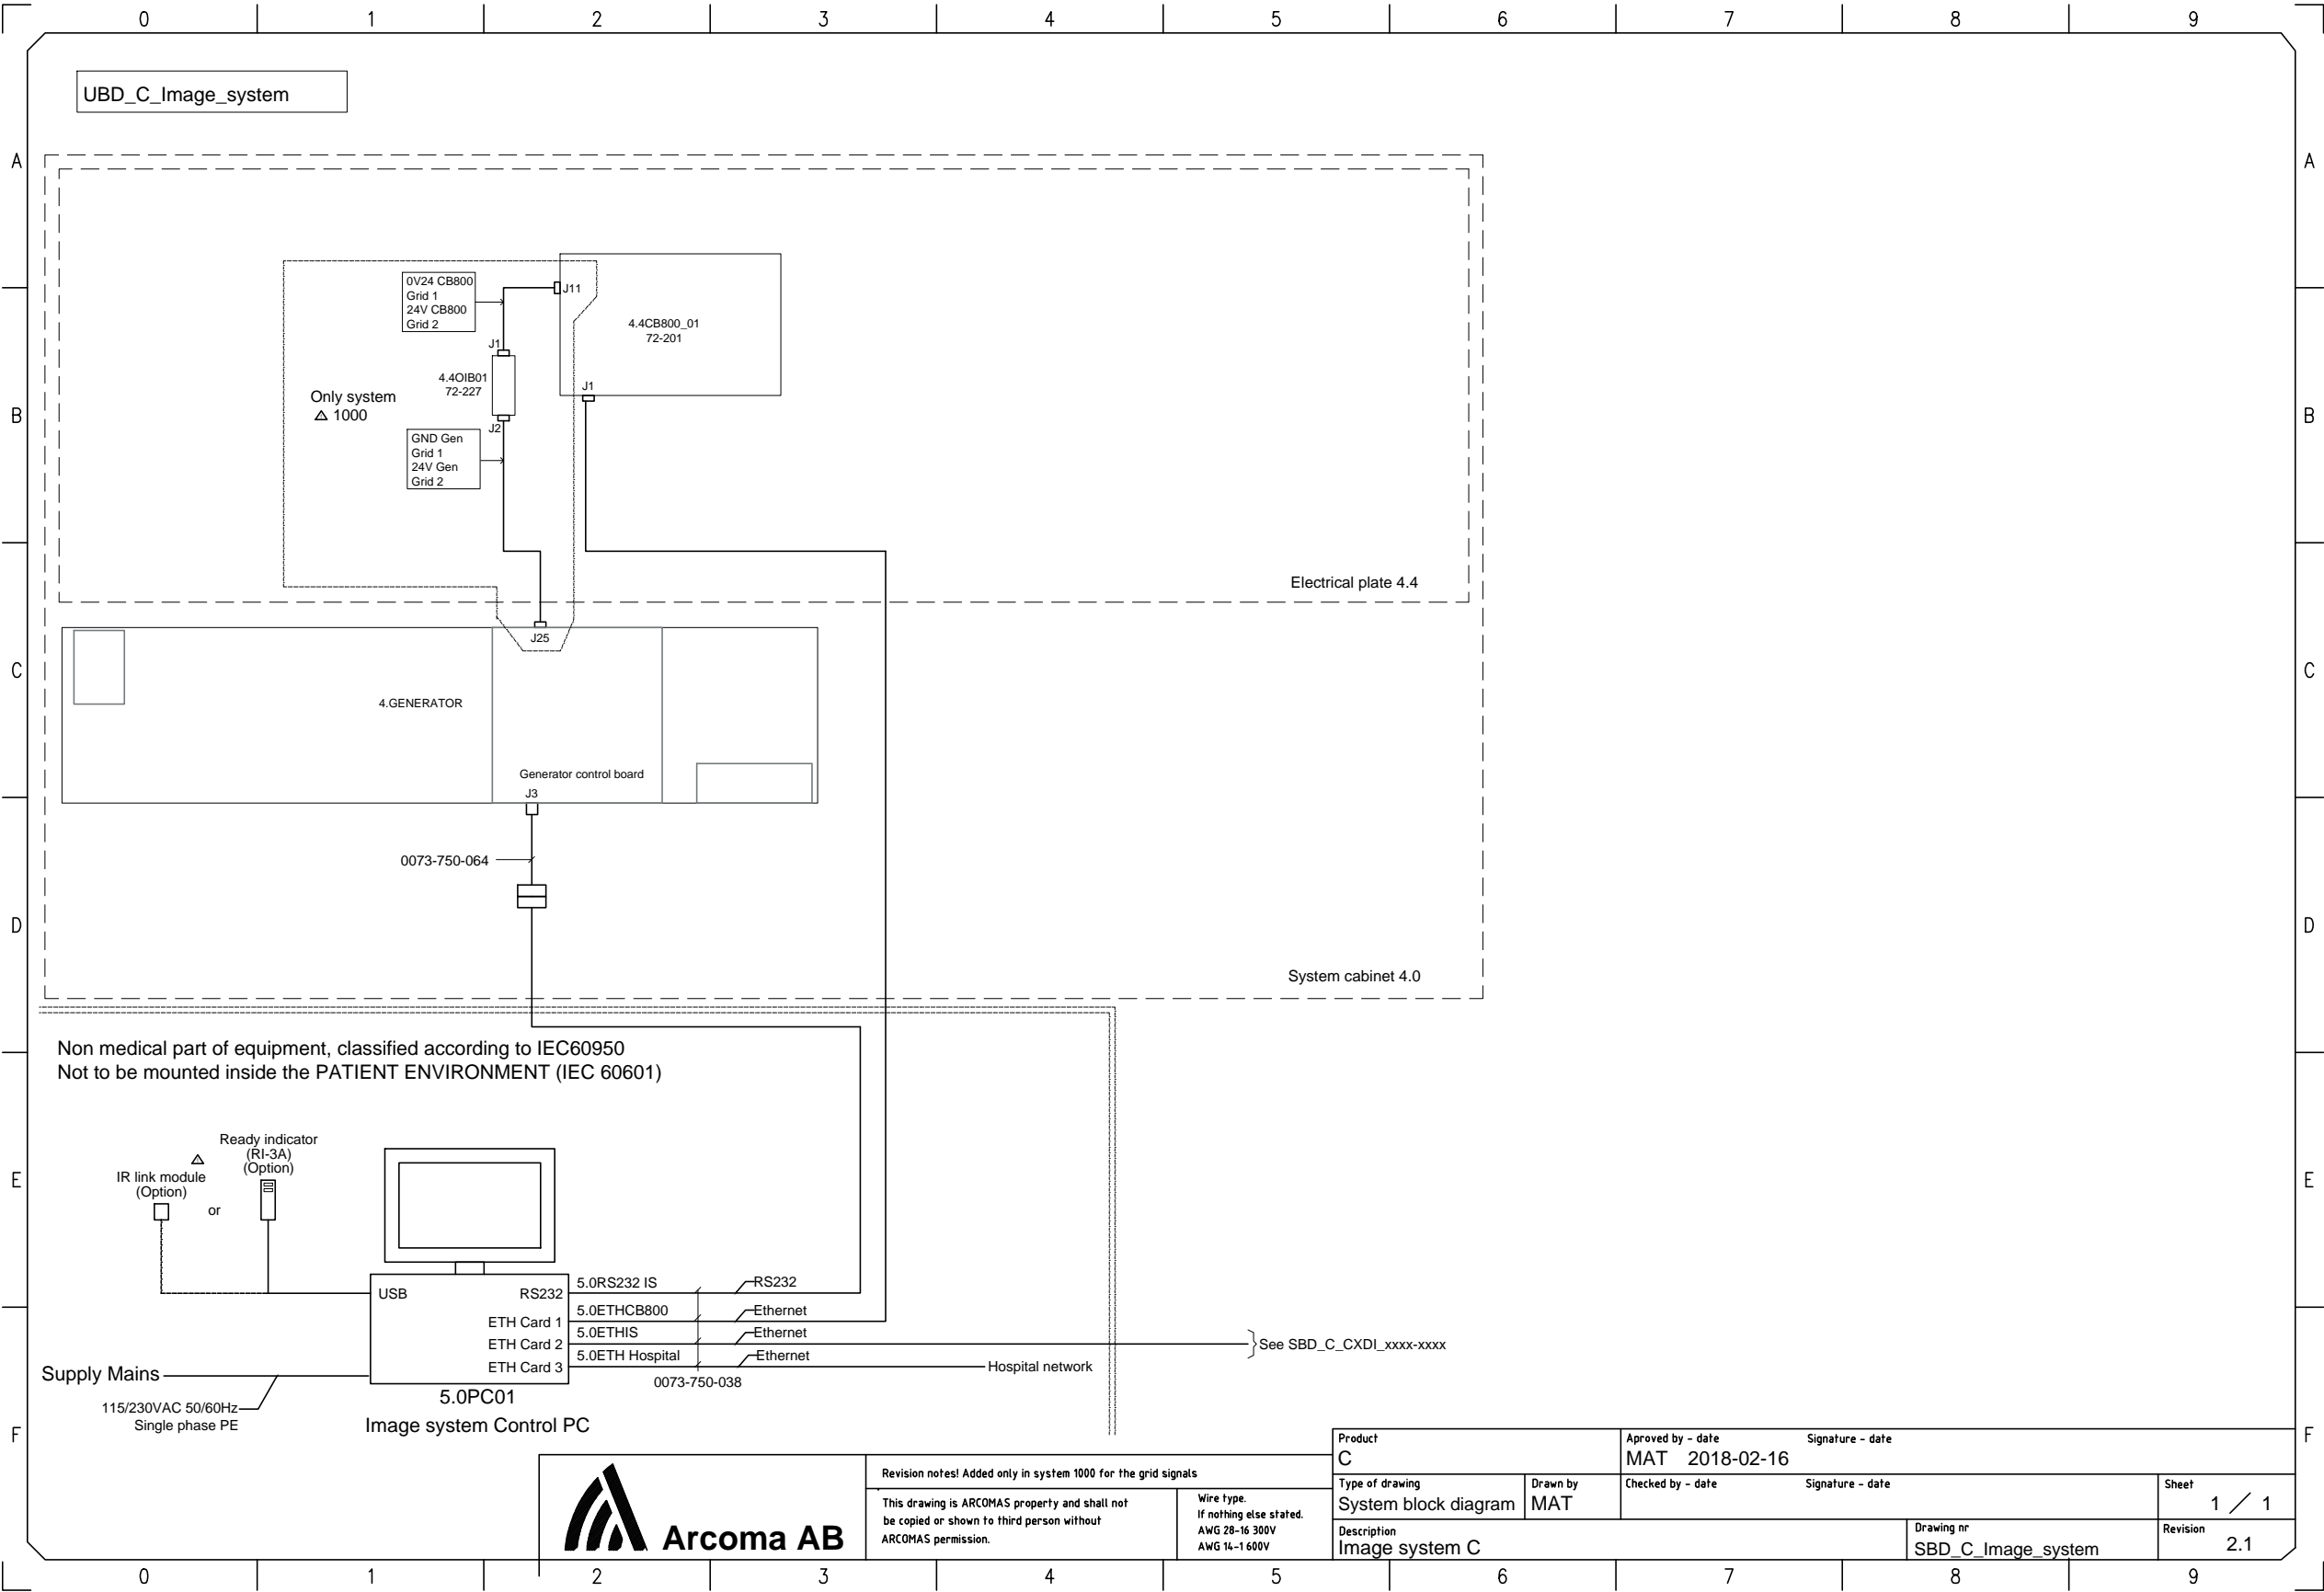 0 1 2 3 4 5 6 7 8 9
UBD_C_Image_system
A A
0V24 CB800
Grid 1
24V CB800
Grid 2
J11
4.4CB800_01
72-201
J1
4.4OIB01
72-227
J1
Only system
1000
B B
J2
GND Gen
Grid 1
24V Gen
Grid 2
Electrical plate 4.4
J25
C C
4.GENERATOR
Generator control board
J3
0073-750-064
D D
System cabinet 4.0
Non medical part of equipment, classified according to IEC60950
Not to be mounted inside the PATIENT ENVIRONMENT (IEC 60601)
Ready indicator
(RI-3A)
(Option)
IR link module
(Option)
or
E E
USB
RS232
5.0RS232 IS
RS232
ETH Card 1
5.0ETHCB800
Ethernet
ETH Card 2
5.0ETHIS
Ethernet
See SBD_C_CXDI_xxxx-xxxx
ETH Card 3
5.0ETH Hospital
Ethernet
Hospital network
0073-750-038
Supply Mains
115/230VAC 50/60Hz
Single phase PE
5.0PC01
Image system Control PC
F F
Arcoma AB
Revision notes! Added only in system 1000 for the grid signals
This drawing is ARCOMAS property and shall not
be copied or shown to third person without
ARCOMAS permission.
Wire type.
If nothing else stated.
AWG 28-16 300V
AWG 14-1 600V
Product
C
Aproved by - date
MAT 2018-02-16
Signature - date
Type of drawing
System block diagram
Drawn by
MAT
Checked by - date
Signature - date
Sheet
1 / 1
Description
Image system C
Drawing nr
SBD_C_Image_system
Revision
2.1
0 1 2 3 4 5 6 7 8 9